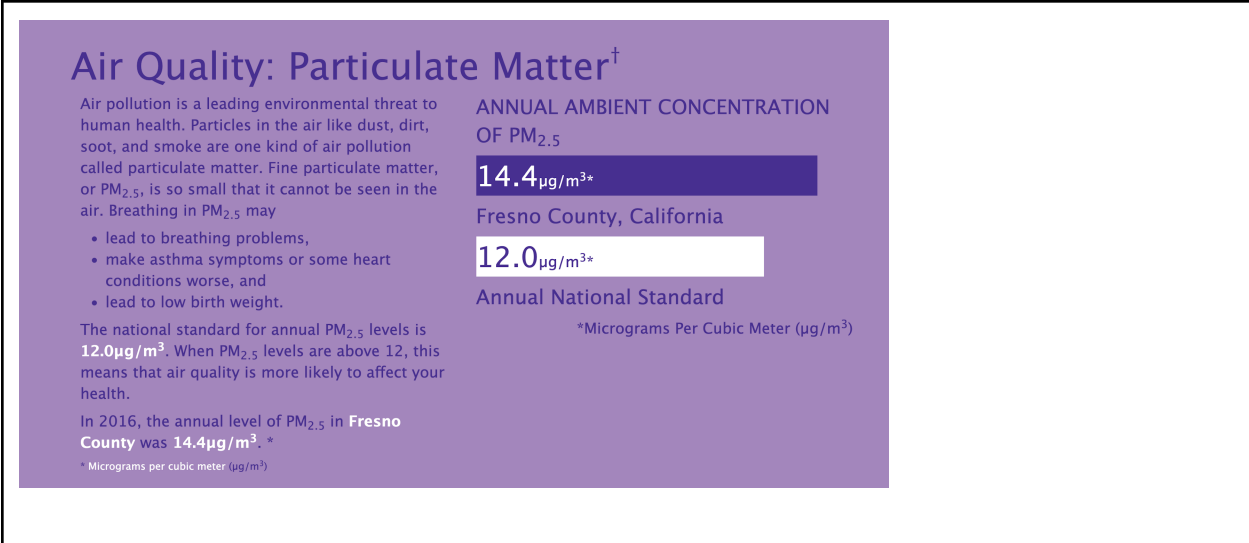 Air Quality: Particulate Matter†
Air pollution is a leading environmental threat to
human health. Particles in the air like dust, dirt,
soot, and smoke are one kind of air pollution
called particulate matter. Fine particulate matter,
or PM2.5, is so small that it cannot be seen in the
air. Breathing in PM2.5 may
• lead to breathing problems,
• make asthma symptoms or some heart
conditions worse, and
• lead to low birth weight.
The national standard for annual PM2.5 levels is
12.0µg/m³. When PM2.5 levels are above 12, this
means that air quality is more likely to affect your
health.
In 2016, the annual level of PM2.5 in Fresno
County was 14.4µg/m³. *
* Micrograms per cubic meter (µg/m³)
ANNUAL AMBIENT CONCENTRATION
OF PM2.5
14.4µg/m³*
Fresno County, California
12.0µg/m³*
Annual National Standard
*Micrograms Per Cubic Meter (µg/m³)